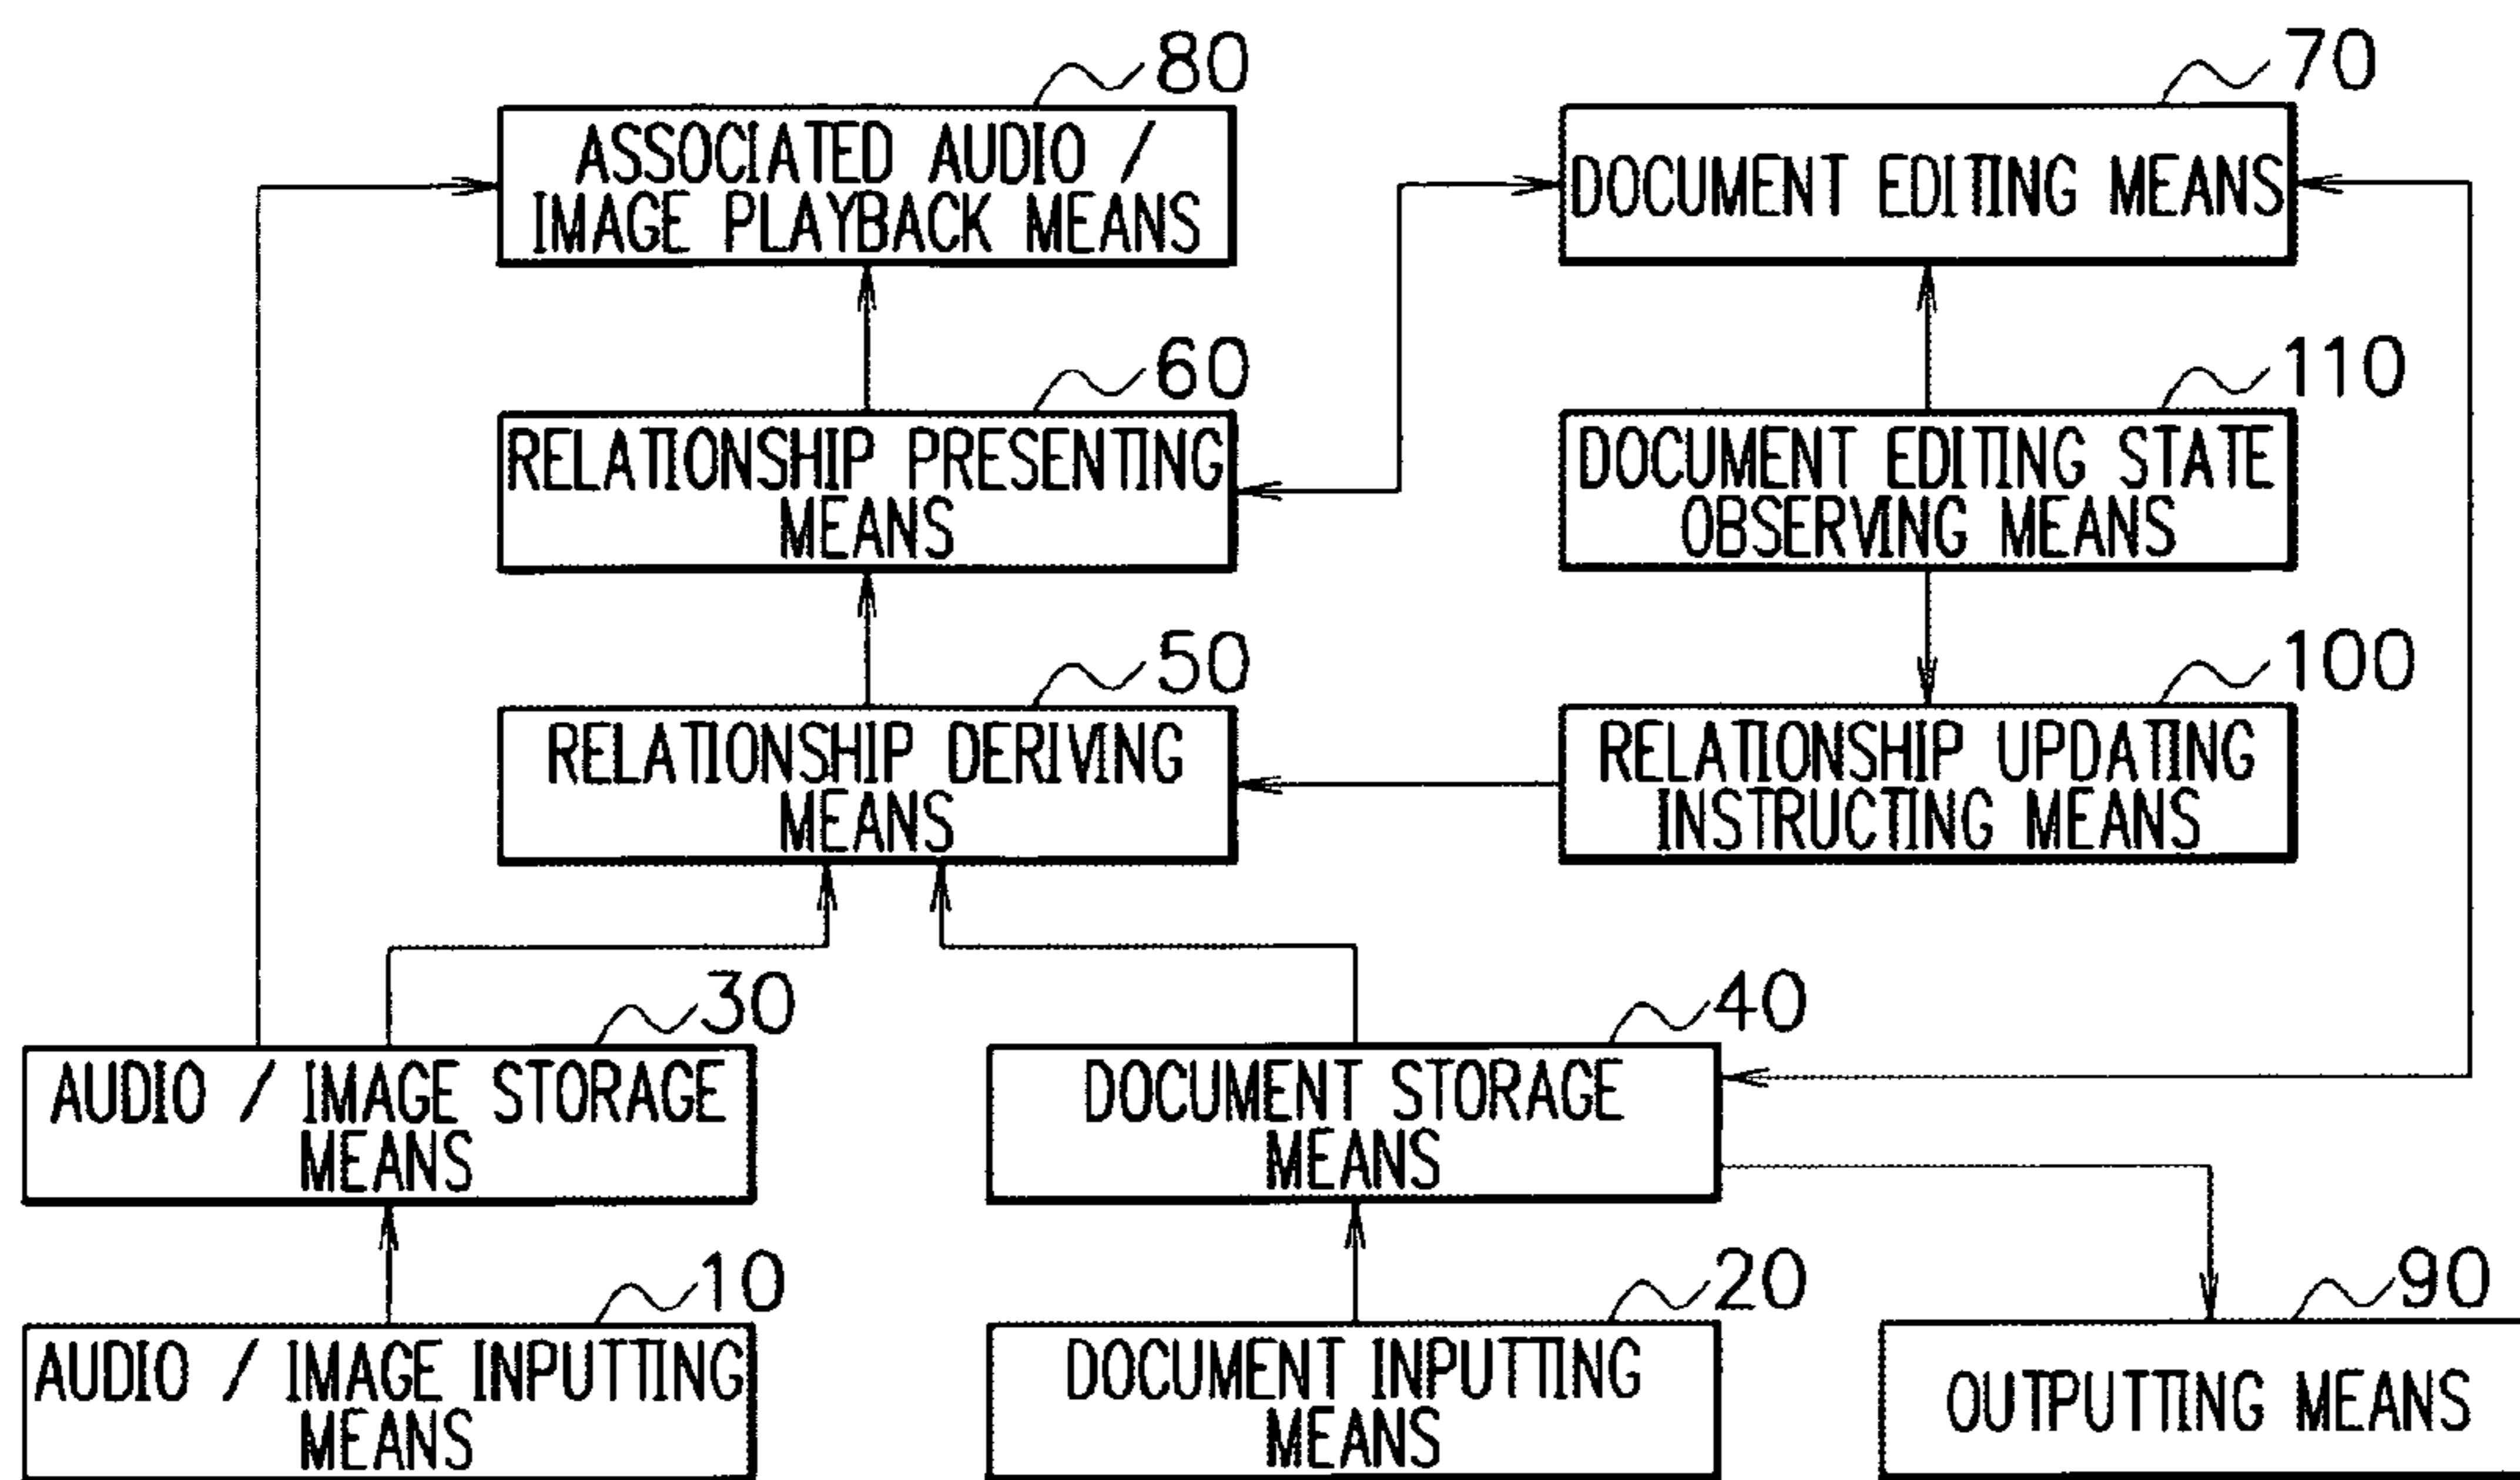 80
ASSOCIATED AUDIO /
IMAGE PLAYBACK MEANS
70
DOCUMENT EDITING MEANS
60
RELATIONSHIP PRESENTING
MEANS
110
DOCUMENT EDITING STATE
OBSERVING MEANS
50
RELATIONSHIP DERIVING
MEANS
100
RELATIONSHIP UPDATING
INSTRUCTING MEANS
30
AUDIO / IMAGE STORAGE
MEANS
40
DOCUMENT STORAGE
MEANS
10
AUDIO / IMAGE INPUTTING
MEANS
20
DOCUMENT INPUTTING
MEANS
90
OUTPUTTING MEANS